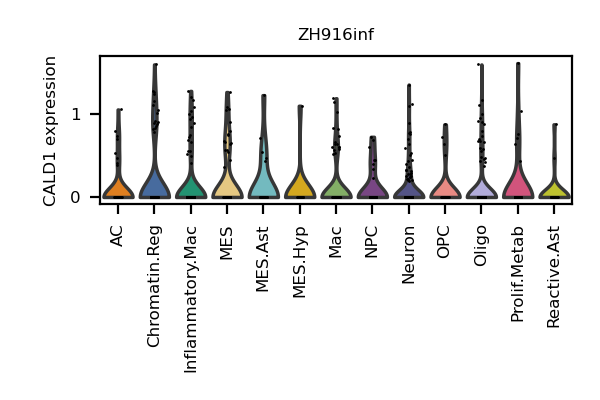 ZH916inf
CALD1 expression
1
0
AC
Chromatin.Reg
Inflammatory.Mac
MES
MES.Ast
MES.Hyp
Mac
NPC
Neuron
OPC
Oligo
Prolif.Metab
Reactive.Ast